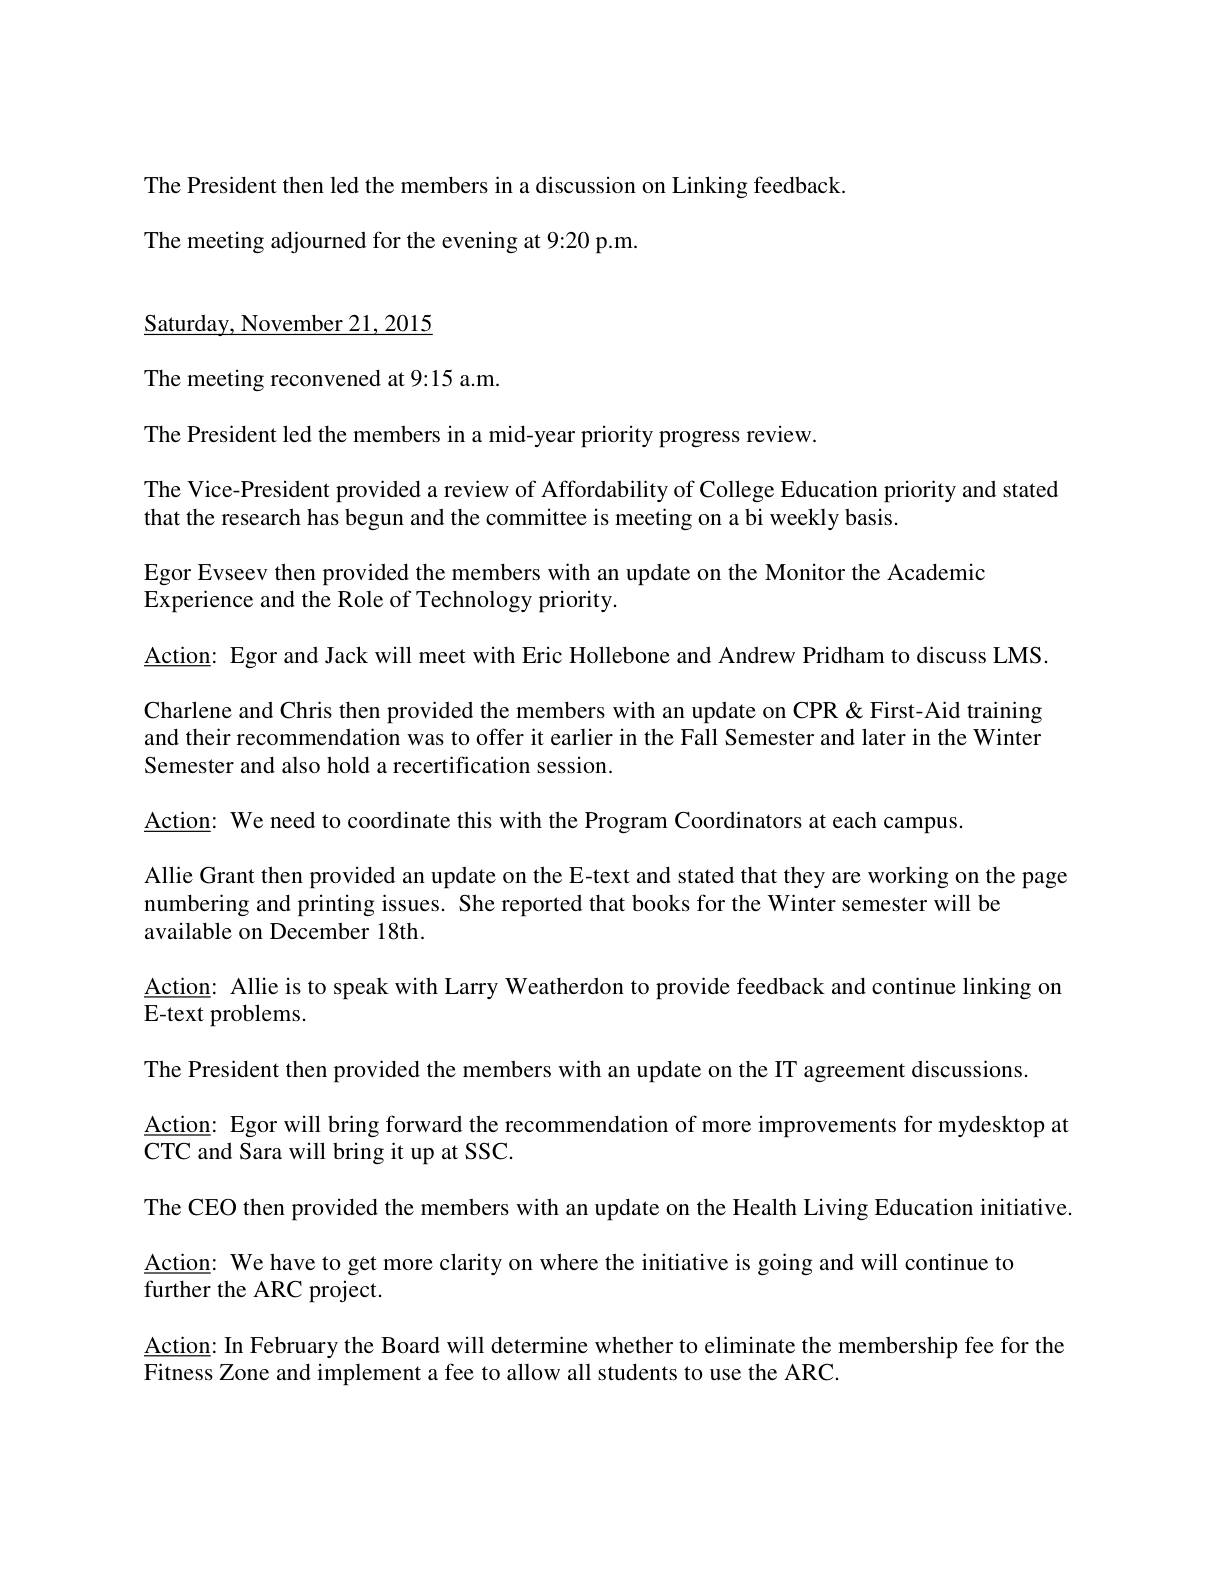 The President then led the members in a discussion on Linking feedback.
The meeting adjourned for the evening at 9:20 p.m.
Saturday, November 21, 2015
The meeting reconvened at 9:15 a.m.
The President led the members in a mid-year priority progress review.
The Vice-President provided a review of Affordability of College Education priority and stated
that the research has begun and the committee is meeting on a bi weekly basis.
Egor Evseev then provided the members with an update on the Monitor the Academic
Experience and the Role of Technology priority.
Action:  Egor and Jack will meet with Eric Hollebone and Andrew Pridham to discuss LMS.
Charlene and Chris then provided the members with an update on CPR & First-Aid training
and their recommendation was to offer it earlier in the Fall Semester and later in the Winter
Semester and also hold a recertification session.
Action:  We need to coordinate this with the Program Coordinators at each campus.
Allie Grant then provided an update on the E-text and stated that they are working on the page
numbering and printing issues.  She reported that books for the Winter semester will be
available on December 18th.
Action:  Allie is to speak with Larry Weatherdon to provide feedback and continue linking on
E-text problems.
The President then provided the members with an update on the IT agreement discussions.
Action:  Egor will bring forward the recommendation of more improvements for mydesktop at
CTC and Sara will bring it up at SSC.
The CEO then provided the members with an update on the Health Living Education initiative.
Action:  We have to get more clarity on where the initiative is going and will continue to
further the ARC project.
Action: In February the Board will determine whether to eliminate the membership fee for the
Fitness Zone and implement a fee to allow all students to use the ARC.